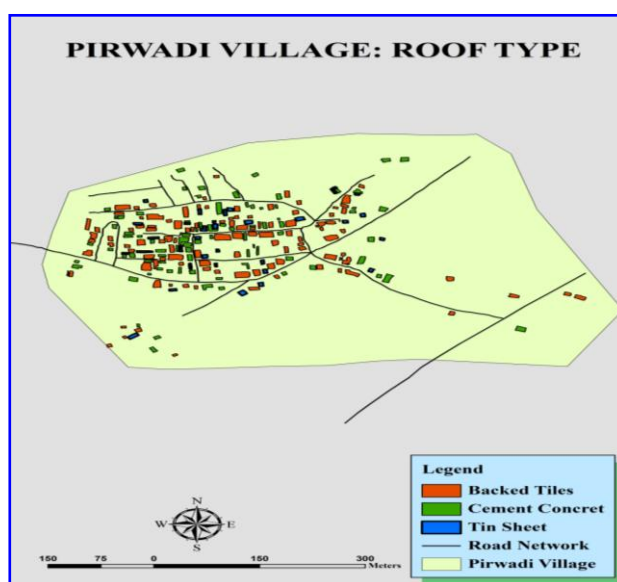 PIRWADI VILLAGE: ROOF TYPE
Legend
Backed Tiles
Cement Concret
Tin Sheet
Road Network
Pirwadi Village
N
W E
S
150 75 0 150 300
Meters